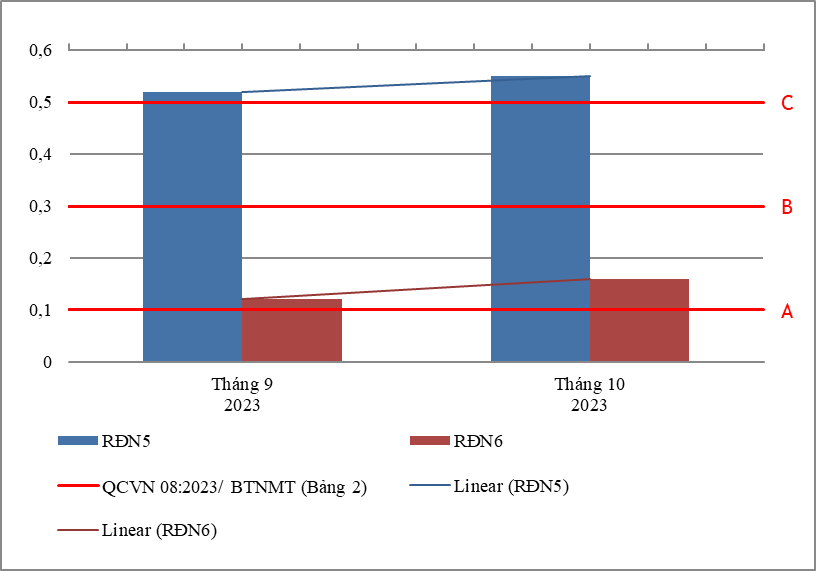 0,6
0,5
C
0,4
0,3
B
0,2
0,1
A
0
Tháng 9
2023
Tháng 10
2023
RĐN5
RĐN6
QCVN 08:2023/ BTNMT (Bảng 2)
Linear (RĐN5)
Linear (RĐN6)